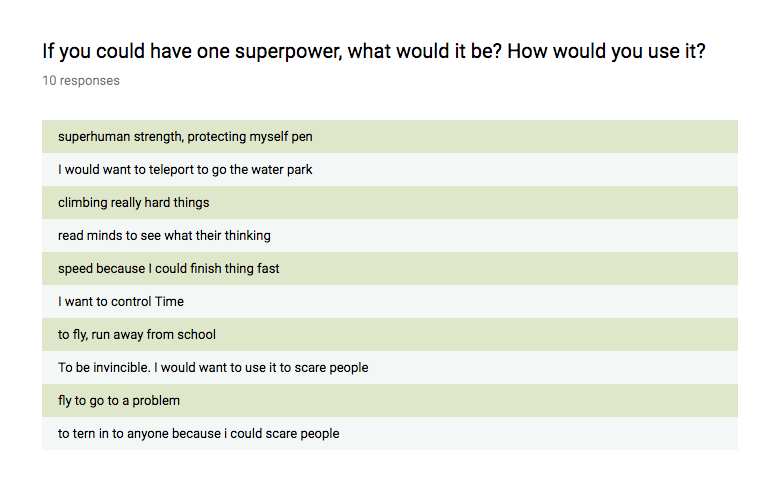 If you could have one superpower, what would it be? How would you use it?
10 responses
superhuman strength, protecting myself pen
I would want to teleport to go the water park
climbing really hard things
read minds to see what their thinking
speed because I could finish thing fast
I want to control Time
to fly, run away from school
To be invincible. I would want to use it to scare people
fly to go to a problem
to tern in to anyone because i could scare people